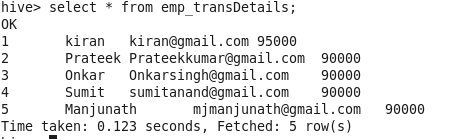 hive> select * from emp_transDetails;
OK
1 kiran kiran@gmail.com 95000
2 Prateek Prateekkumar@gmail.com 90000
3 Onkar Onkarsingh@gmail.com 90000
4 Sumit sumitanand@gmail.com 90000
5 Manjunath mjmanjunath@gmail.com 90000
Time taken: 0.123 seconds, Fetched: 5 row(s)